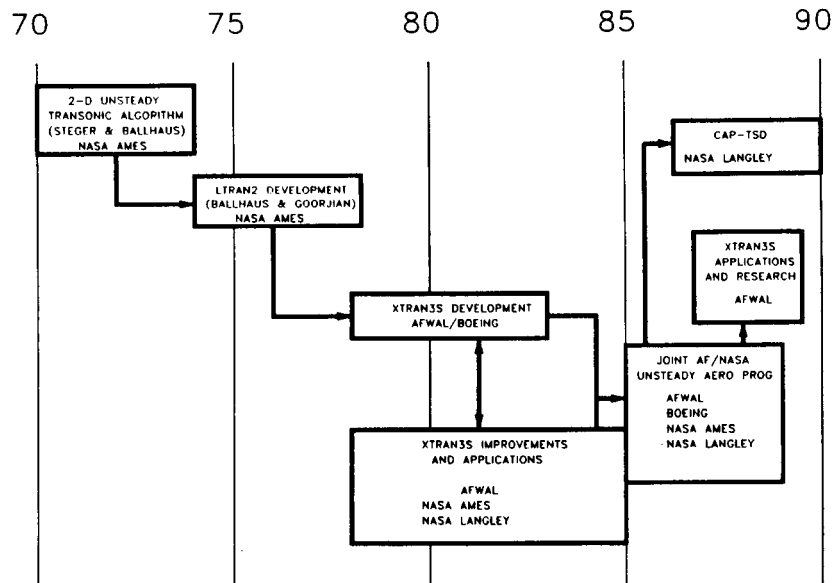 70 75 80 85 90
2-D UNSTEADY
TRANSONIC ALGORITHM
(STEGER & BALLHAUS)
NASA AMES
LTRAN2 DEVELOPMENT
(BALLHAUS & GOORJIAN)
NASA AMES
XTRAN3S DEVELOPMENT
AFWAL/BOEING
XTRAN3S IMPROVEMENTS
AND APPLICATIONS
AFWAL
NASA AMES
NASA LANGLEY
CAP-TSD
NASA LANGLEY
XTRAN3S
APPLICATIONS
AND RESEARCH
AFWAL
JOINT AF/NASA
UNSTEADY AERO PROG
AFWAL
BOEING
NASA AMES
NASA LANGLEY